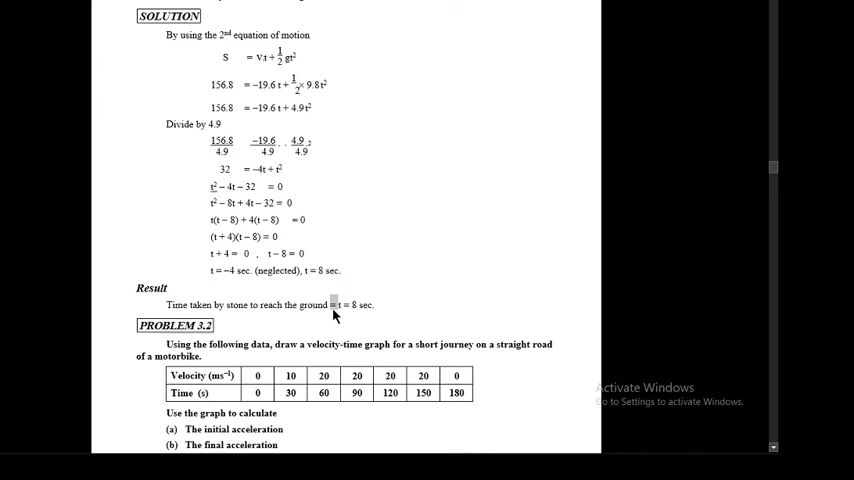 SOLUTION
By using the 2nd equation of motion
S = Vit + 1/2 gt²
156.8 = –19.6 t + 1/2 × 9.8t²
156.8 = –19.6 t + 4.9t²
Divide by 4.9
156.8/4.9 –19.6/4.9 . . 4.9/4.9 ²
32 = –4t + t²
t² – 4t – 32 = 0
t² – 8t + 4t – 32 = 0
t(t – 8) + 4(t – 8) = 0
(t + 4)(t – 8) = 0
t + 4 = 0 , t – 8 = 0
t = –4 sec. (neglected), t = 8 sec.
Result
Time taken by stone to reach the ground = t = 8 sec.
PROBLEM 3.2
Using the following data, draw a velocity-time graph for a short journey on a straight road
of a motorbike.
Velocity (ms⁻¹) 0 10 20 20 20 20 0
Time (s) 0 30 60 90 120 150 180
Use the graph to calculate
(a) The initial acceleration
(b) The final acceleration
Activate Windows
Go to Settings to activate Windows.